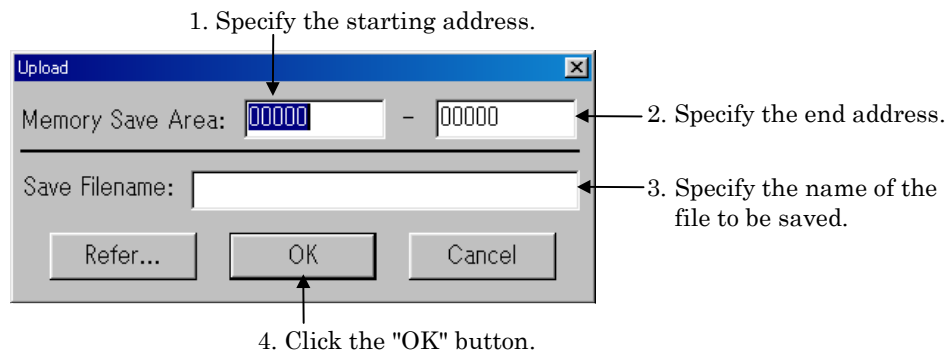 1. Specify the starting address.
Upload
Memory Save Area: 00000 - 00000
2. Specify the end address.
Save Filename:
3. Specify the name of the
file to be saved.
Refer... OK Cancel
4. Click the "OK" button.